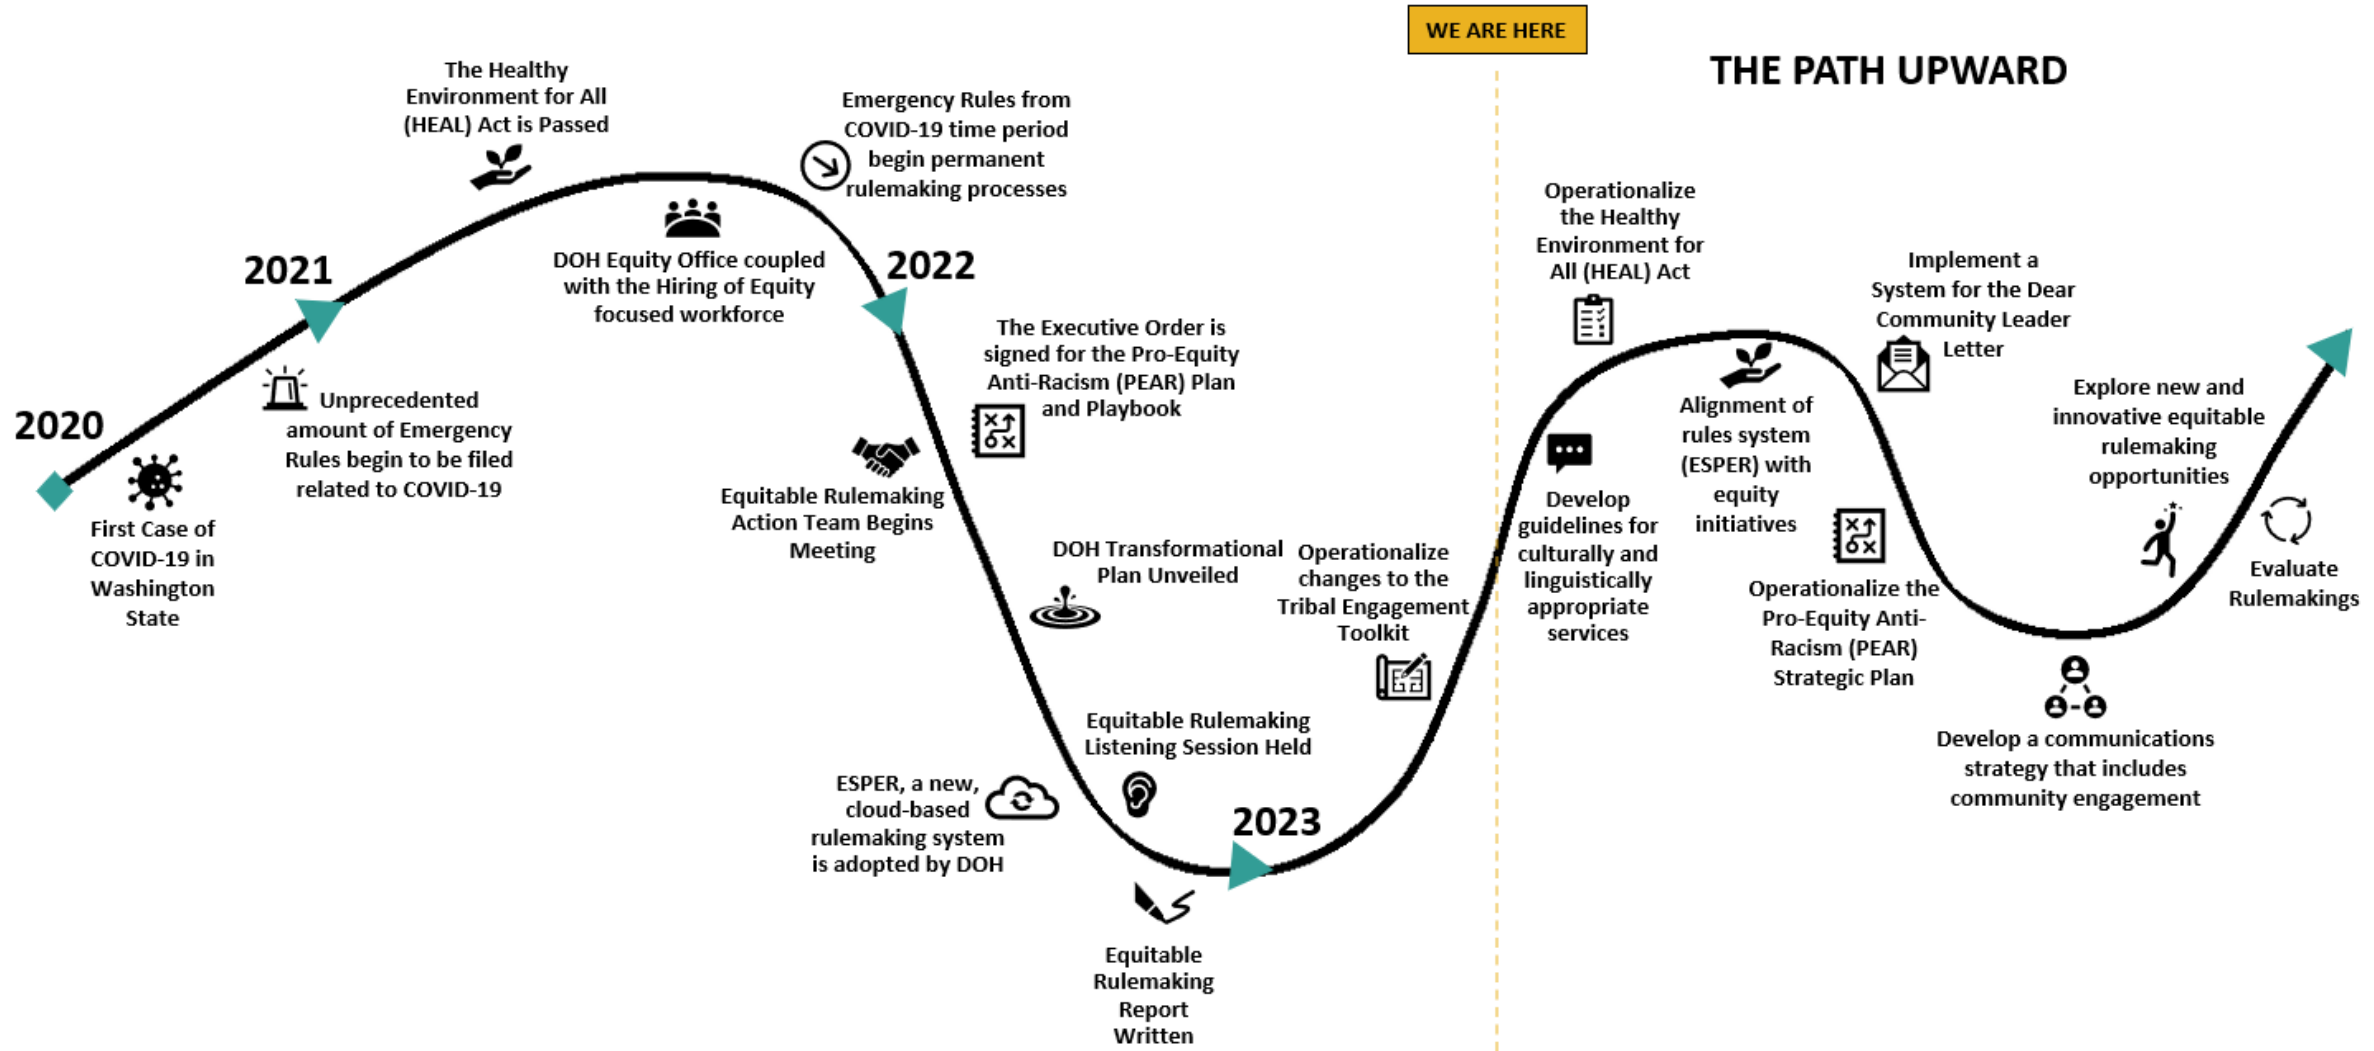 WE ARE HERE
THE PATH UPWARD
2020
First Case of
COVID-19 in
Washington
State
2021
Unprecedented
amount of Emergency
Rules begin to be filed
related to COVID-19
The Healthy
Environment for All
(HEAL) Act is Passed
DOH Equity Office coupled
with the Hiring of Equity
focused workforce
Emergency Rules from
COVID-19 time period
begin permanent
rulemaking processes
2022
The Executive Order is
signed for the Pro-Equity
Anti-Racism (PEAR) Plan
and Playbook
Equitable Rulemaking
Action Team Begins
Meeting
DOH Transformational
Plan Unveiled
ESPER, a new,
cloud-based
rulemaking system
is adopted by DOH
Equitable Rulemaking
Listening Session Held
Equitable
Rulemaking
Report
Written
2023
Operationalize
changes to the
Tribal Engagement
Toolkit
Develop
guidelines for
culturally and
linguistically
appropriate
services
Operationalize
the Healthy
Environment for
All (HEAL) Act
Alignment of
rules system
(ESPER) with
equity
initiatives
Implement a
System for the Dear
Community Leader
Letter
Operationalize the
Pro-Equity Anti-
Racism (PEAR)
Strategic Plan
Develop a communications
strategy that includes
community engagement
Explore new and
innovative equitable
rulemaking
opportunities
Evaluate
Rulemakings